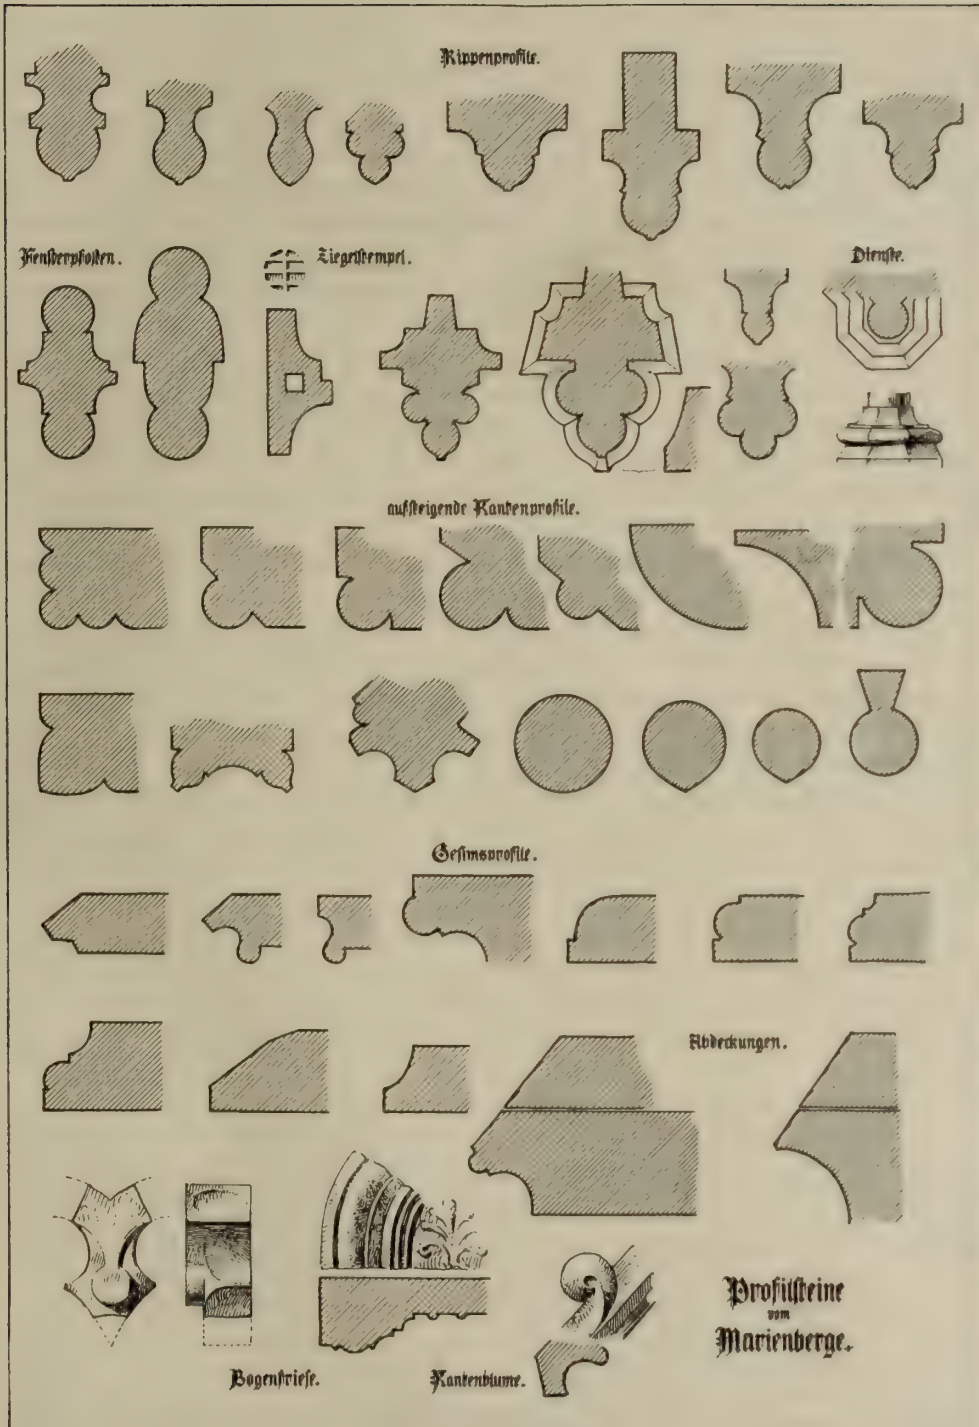 Rippenprofile.
Fensterpfosten.
Ziegelstempel.
Dienste.
aufsteigende Kantenprofile.
Gesimsprofile.
Abdeckungen.
Profilsteine
vom
Marienberge.
Bogenfriese.
Kantenblume.